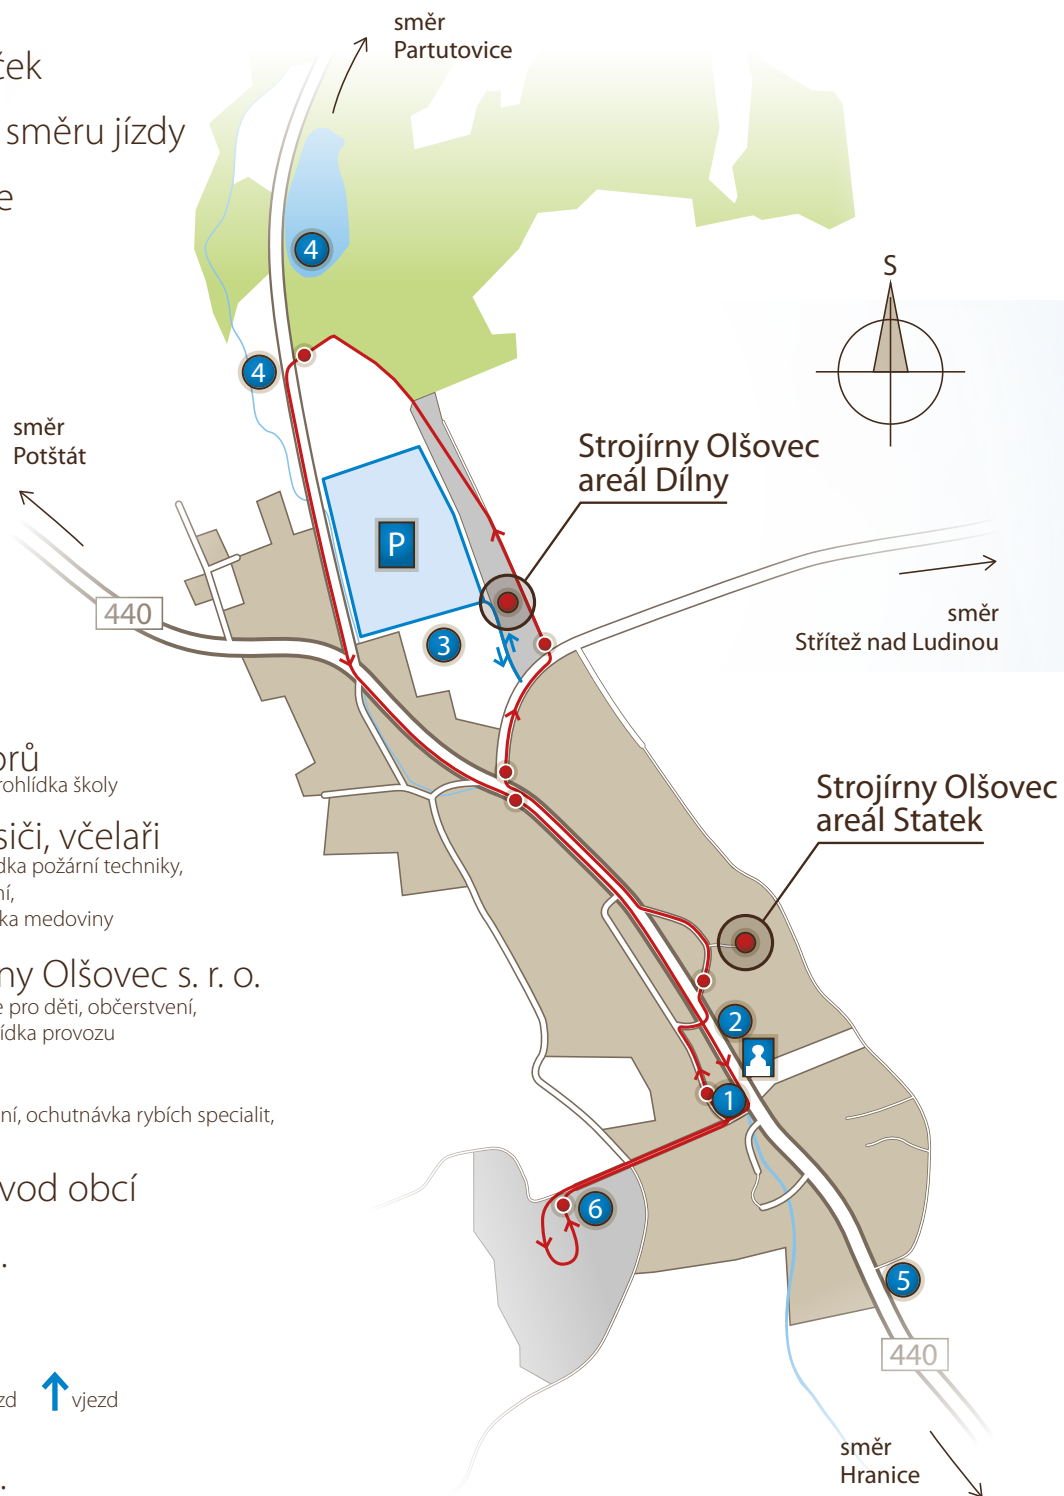 směr
Partutovice
ček
směru jízdy
e
4
S
4
směr
Potštát
Strojírny Olšovec
areál Dílny
P
440
3
směr
Střítež nad Ludinou
orů
rohlídka školy
Strojírny Olšovec
areál Statek
siči, včelaři
dka požární techniky,
ní,
ka medoviny
ny Olšovec s. r. o.
e pro děti, občerstvení,
ídka provozu
2
1
ní, ochutnávka rybích specialit,
vod obcí
6
.
5
440
zd
vjezd
směr
Hranice
.